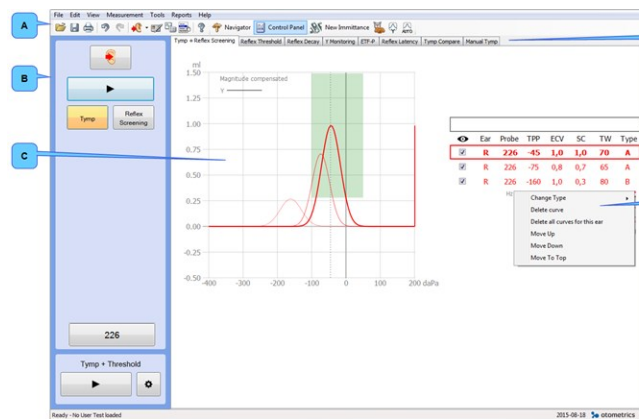 File Edit View Measurement Tools Reports Help
A
Navigator Control Panel New Immittance AUTO
Tymp + Reflex Screening Reflex Threshold Reflex Decay Y Monitoring ETF-P Reflex Latency Tymp Compare Manual Tymp
B
Tymp Reflex Screening
C
226
Tymp + Threshold
ml
1.50
Magnitude compensated
Y
1.25
1.00
0.75
0.50
0.25
0.00
-0.25
-0.50
-400 -300 -200 -100 0 200 daPa
Ear Probe TPP ECV SC TW Type
R 226 -45 1,0 1,0 70 A
R 226 -75 0,8 0,7 65 A
R 226 -160 1,0 0,3 80 B
Change Type
Delete curve
Delete all curves for this ear
Move Up
Move Down
Move To Top
Ready - No User Test loaded 2015-08-18 otometrics